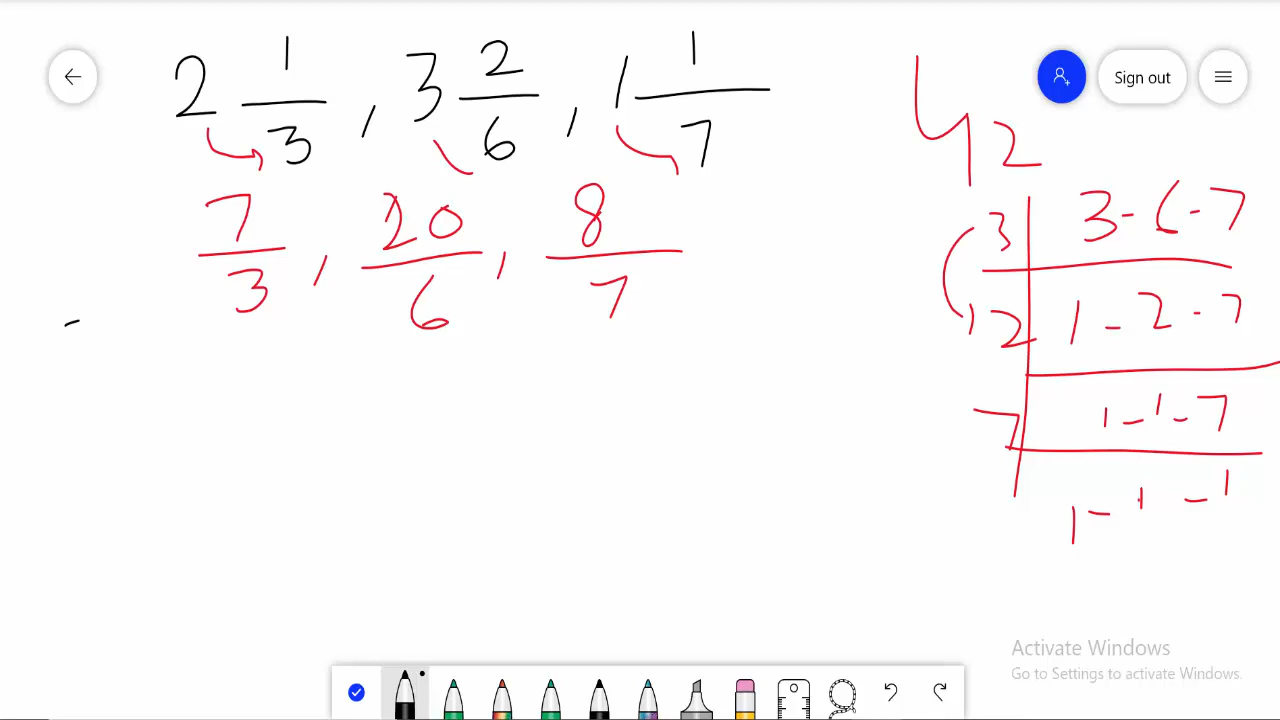 2 1/3 , 3 2/6 , 1 1/7
7/3 , 20/6 , 8/7
42
3 | 3 - 6 - 7
2 | 1 - 2 - 7
7 | 1 - 1 - 7
1 - 1 - 1
Sign out
Activate Windows
Go to Settings to activate Windows.